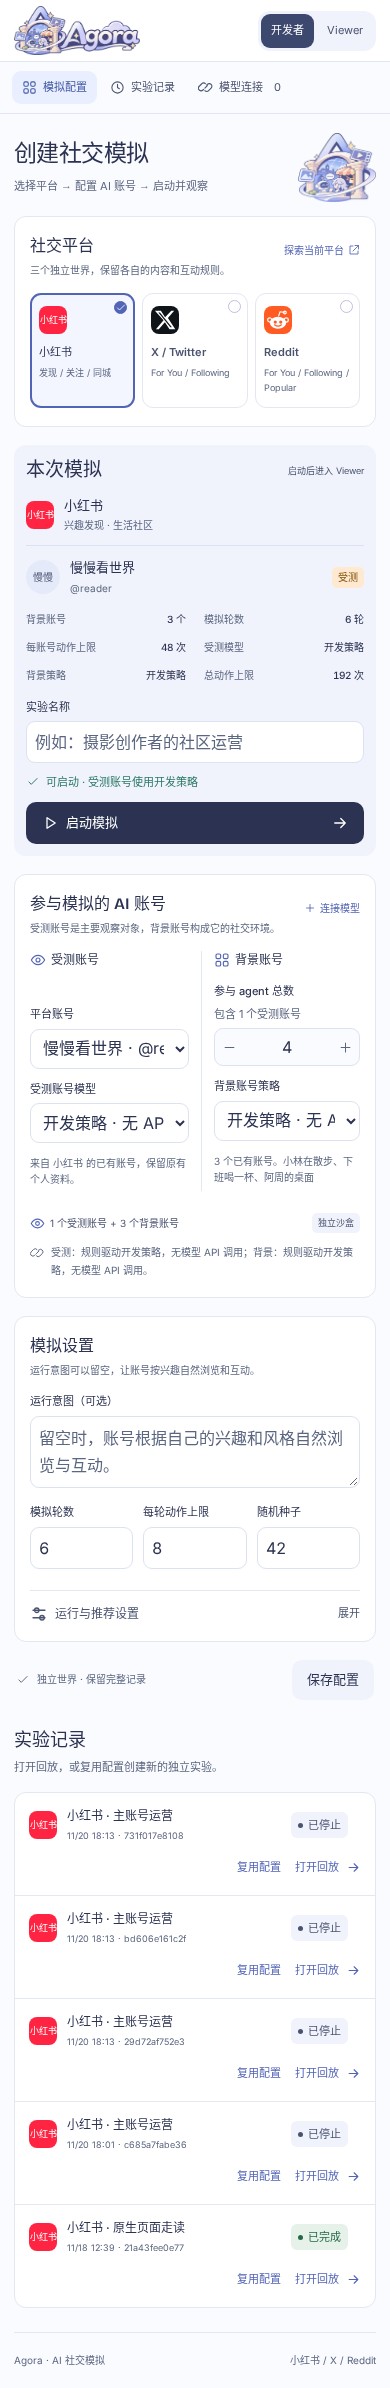 Agora
开发者
Viewer
模拟配置
实验记录
模型连接 0
创建社交模拟
选择平台 → 配置 AI 账号 → 启动并观察
社交平台
探索当前平台
三个独立世界，保留各自的内容和互动规则。
小红书
小红书
发现 / 关注 / 同城
X / Twitter
For You / Following
Reddit
For You / Following /
Popular
本次模拟
启动后进入 Viewer
小红书
小红书
兴趣发现 · 生活社区
慢慢
慢慢看世界
@reader
受测
背景账号 3 个
模拟轮数 6 轮
每账号动作上限 48 次
受测模型 开发策略
背景策略 开发策略
总动作上限 192 次
实验名称
例如：摄影创作者的社区运营
可启动 · 受测账号使用开发策略
启动模拟
参与模拟的 AI 账号
连接模型
受测账号是主要观察对象，背景账号构成它的社交环境。
受测账号
平台账号
慢慢看世界 · @re
受测账号模型
开发策略 · 无 AP
来自 小红书 的已有账号，保留原有
个人资料。
背景账号
参与 agent 总数
包含 1 个受测账号
4
背景账号策略
开发策略 · 无 A
3 个已有账号。小林在散步、下
班喝一杯、阿周的桌面
1 个受测账号 + 3 个背景账号
独立沙盒
受测：规则驱动开发策略，无模型 API 调用；背景：规则驱动开发策
略，无模型 API 调用。
模拟设置
运行意图可以留空，让账号按兴趣自然浏览和互动。
运行意图（可选）
留空时，账号根据自己的兴趣和风格自然浏
览与互动。
模拟轮数
6
每轮动作上限
8
随机种子
42
运行与推荐设置
展开
独立世界 · 保留完整记录
保存配置
实验记录
打开回放，或复用配置创建新的独立实验。
小红书
小红书 · 主账号运营
11/20 18:13 · 731f017e8108
已停止
复用配置 打开回放 →
小红书
小红书 · 主账号运营
11/20 18:13 · bd606e161c2f
已停止
复用配置 打开回放 →
小红书
小红书 · 主账号运营
11/20 18:13 · 29d72af752e3
已停止
复用配置 打开回放 →
小红书
小红书 · 主账号运营
11/20 18:01 · c685a7fabe36
已停止
复用配置 打开回放 →
小红书
小红书 · 原生页面走读
11/18 12:39 · 21a43fee0e77
已完成
复用配置 打开回放 →
Agora · AI 社交模拟
小红书 / X / Reddit